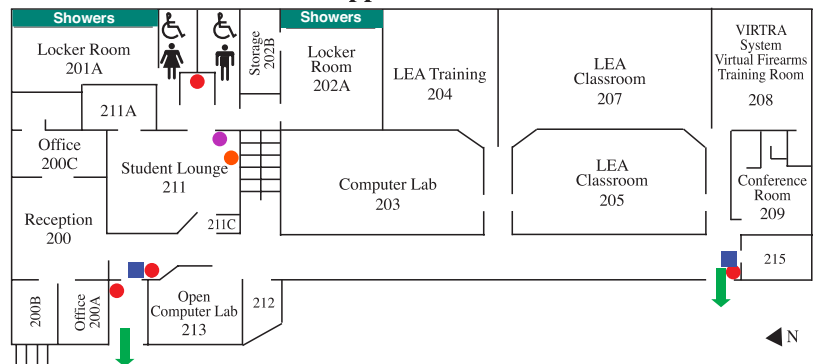 Showers
Showers
Locker Room
201A
Storage
202B
Locker
Room
202A
LEA Training
204
LEA
Classroom
207
VIRTRA
System
Virtual Firearms
Training Room
208
211A
Office
200C
Student Lounge
211
Computer Lab
203
LEA
Classroom
205
Conference
Room
209
Reception
200
211C
215
200B
Office
200A
Open
Computer Lab
213
212
N